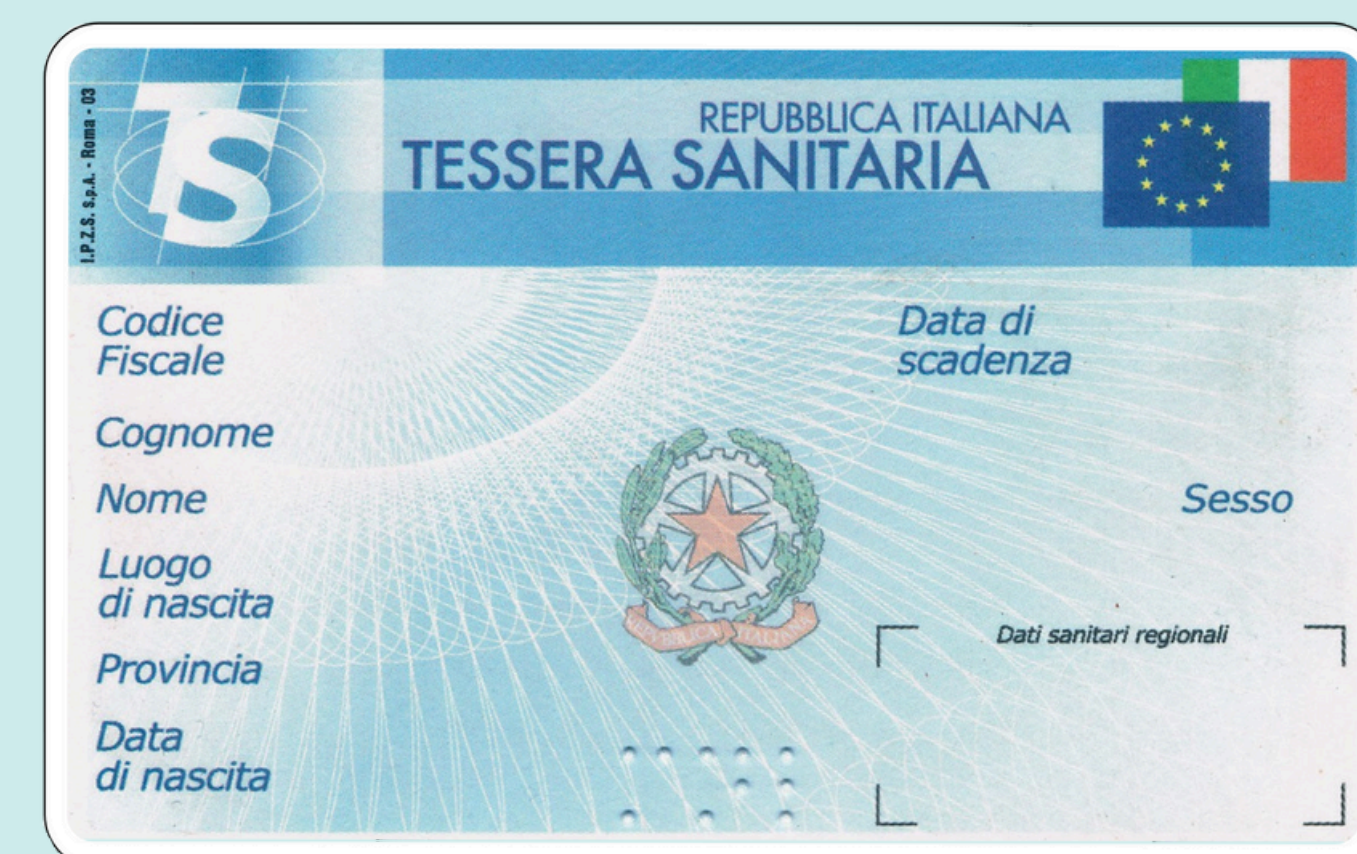 I.P.Z.S. S.p.A. - Roma - 03
TS
REPUBBLICA ITALIANA
TESSERA SANITARIA
Codice
Fiscale
Data di
scadenza
Cognome
Nome
Sesso
Luogo
di nascita
REPVBBLICA ITALIANA
Dati sanitari regionali
Provincia
Data
di nascita